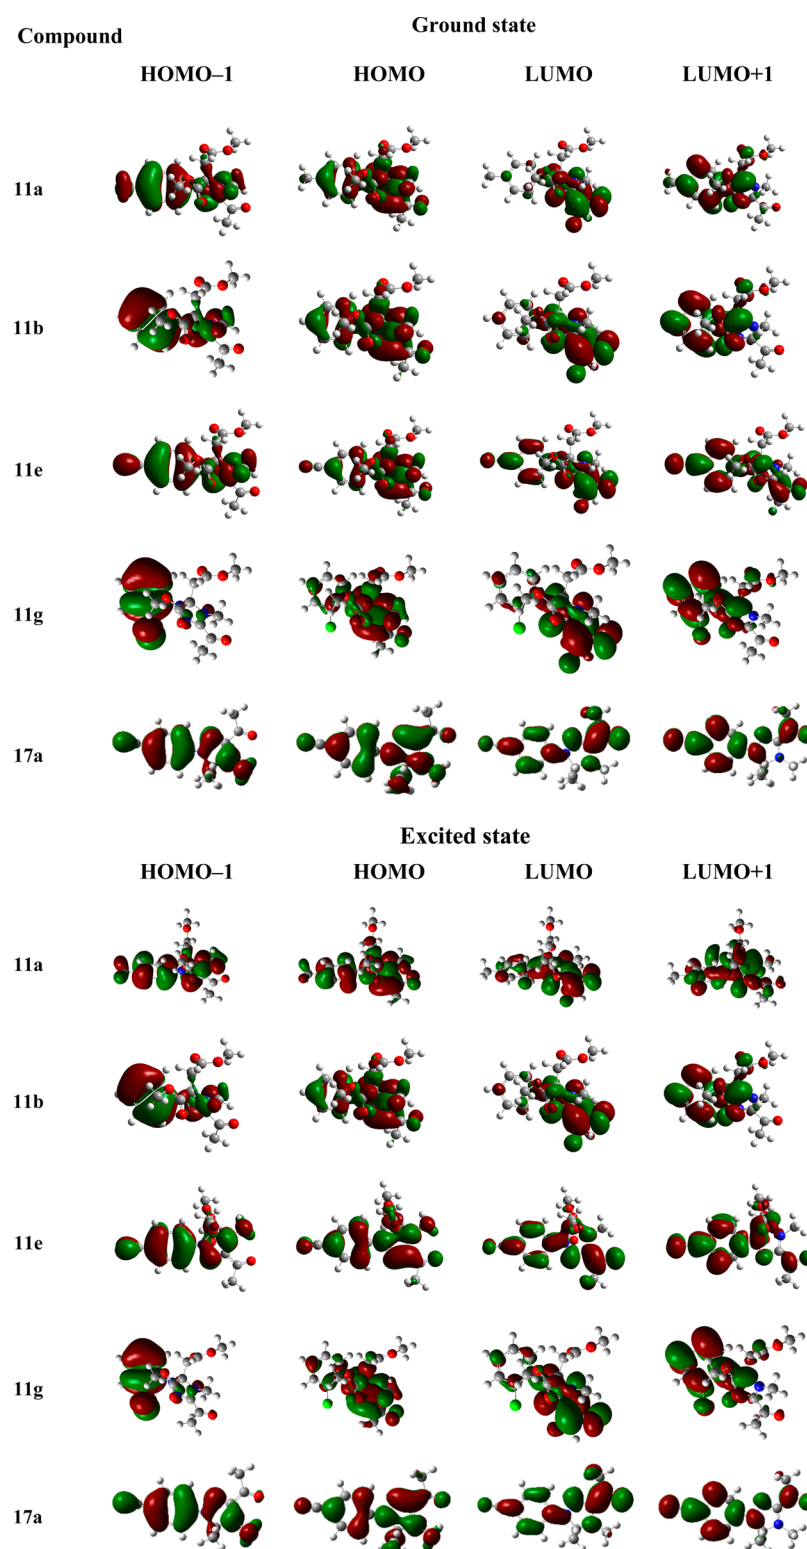 Ground state
Compound
HOMO–1 HOMO LUMO LUMO+1
11a
11b
11e
11g
17a
Excited state
HOMO–1 HOMO LUMO LUMO+1
11a
11b
11e
11g
17a